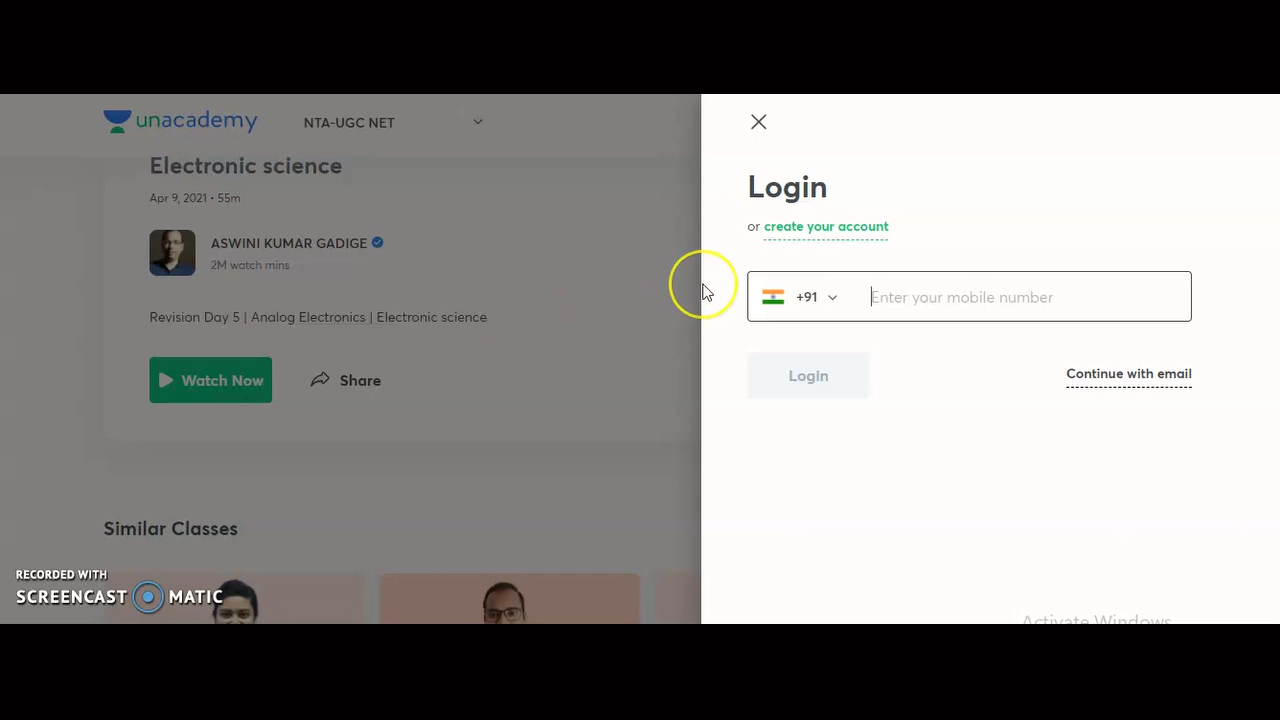 unacademy
NTA-UGC NET
Electronic science
Apr 9, 2021 • 55m
ASWINI KUMAR GADIGE
2M watch mins
Revision Day 5 | Analog Electronics | Electronic science
Watch Now
Share
Similar Classes
RECORDED WITH
SCREENCAST MATIC
Login
or create your account
+91
Enter your mobile number
Login
Continue with email
Activate Windows